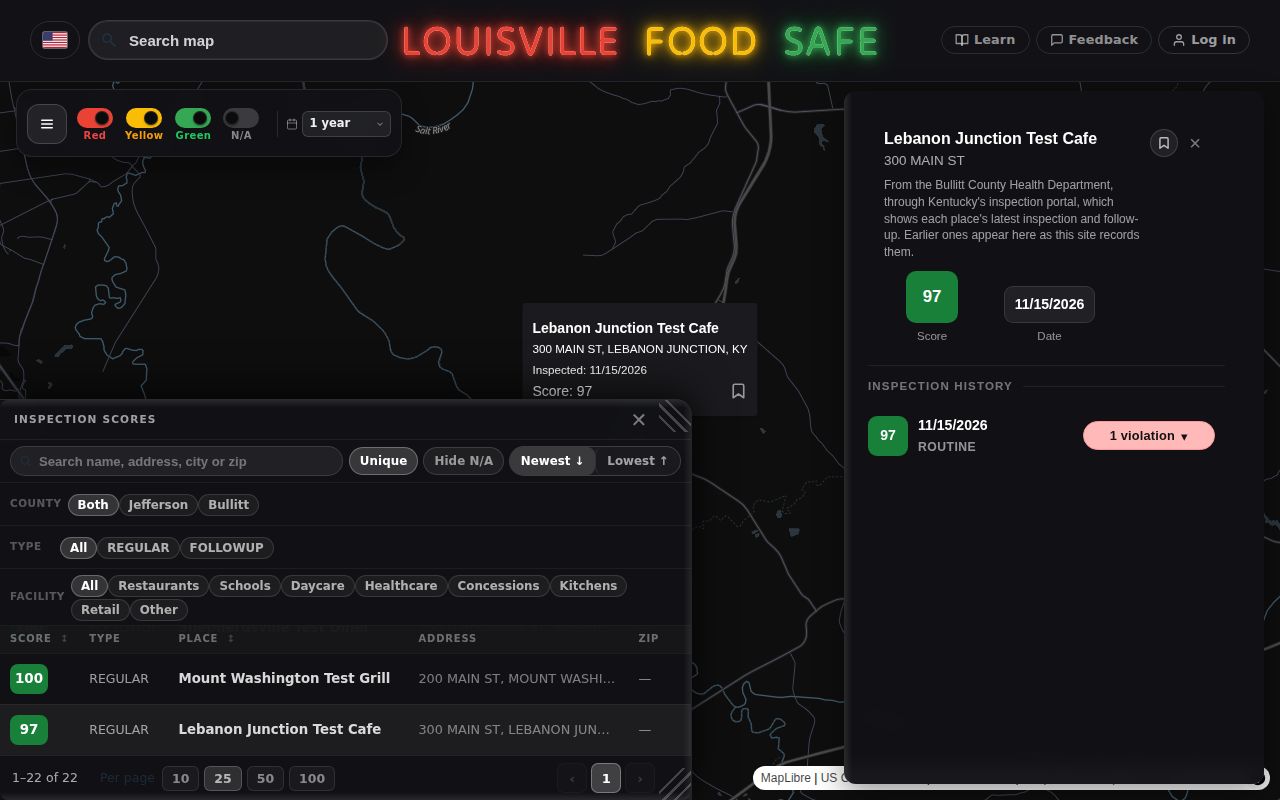 Search map
LOUISVILLE FOOD SAFE
Learn
Feedback
Log In
Red
Yellow
Green
N/A
1 year
Salt River
Lebanon Junction Test Cafe
300 MAIN ST
From the Bullitt County Health Department,
through Kentucky's inspection portal, which
shows each place's latest inspection and follow-
up. Earlier ones appear here as this site records
them.
97
11/15/2026
Score
Date
INSPECTION HISTORY
97
11/15/2026
ROUTINE
1 violation ▼
Lebanon Junction Test Cafe
300 MAIN ST, LEBANON JUNCTION, KY
Inspected: 11/15/2026
Score: 97
INSPECTION SCORES
Search name, address, city or zip
Unique
Hide N/A
Newest ↓
Lowest ↑
COUNTY
Both
Jefferson
Bullitt
TYPE
All
REGULAR
FOLLOWUP
FACILITY
All
Restaurants
Schools
Daycare
Healthcare
Concessions
Kitchens
Retail
Other
SCORE ↕ TYPE PLACE ↕ ADDRESS ZIP
100 REGULAR Mount Washington Test Grill 200 MAIN ST, MOUNT WASHI... —
97 REGULAR Lebanon Junction Test Cafe 300 MAIN ST, LEBANON JUN... —
1–22 of 22
Per page
10
25
50
100
‹ 1 ›
MapLibre | US